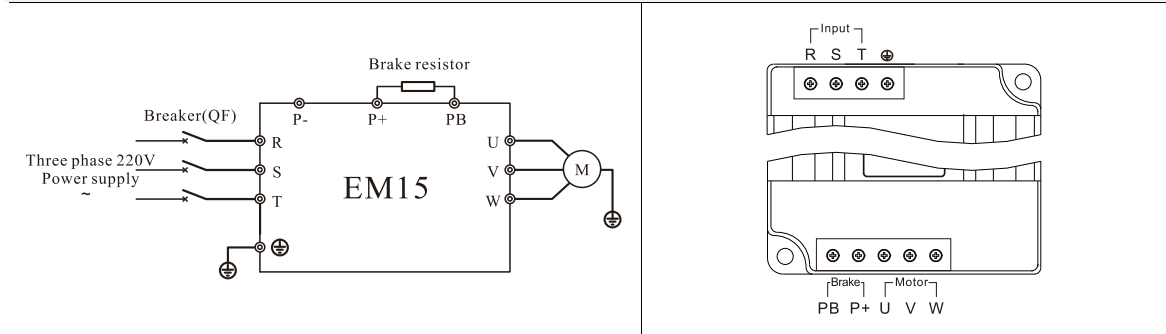 Brake resistor
P- P+ PB
Breaker(QF)
R
U
Three phase 220V
Power supply
~
S
V
M
EM15
T
W
Input
R S T
Brake Motor
PB P+ U V W